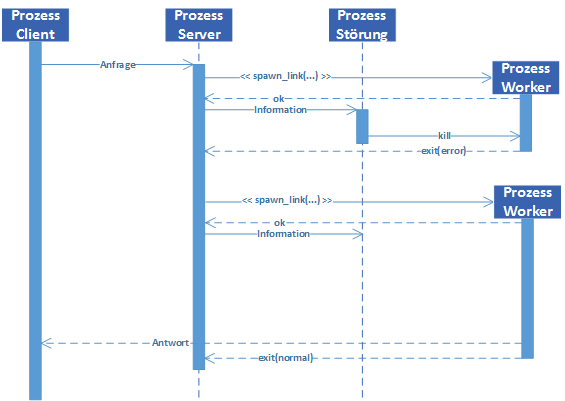 Prozess
Client
Prozess
Server
Prozess
Störung
Anfrage
<< spawn_link(...) >>
Prozess
Worker
ok
Information
kill
exit(error)
<< spawn_link(...) >>
Prozess
Worker
ok
Information
Antwort
exit(normal)